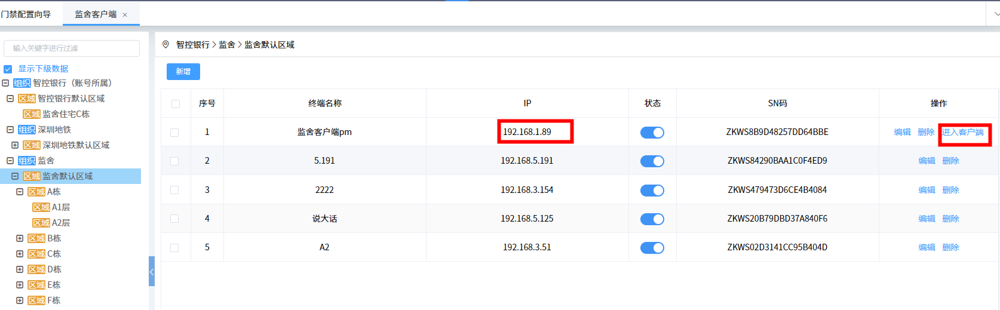 门禁配置向导 监舍客户端 ×
输入关键字进行过滤
显示下级数据
组织 智控银行（账号所属）
区域 智控银行默认区域
区域 监舍住宅C栋
组织 深圳地铁
区域 深圳地铁默认区域
组织 监舍
区域 监舍默认区域
区域 A栋
区域 A1层
区域 A2层
区域 B栋
区域 C栋
区域 D栋
区域 E栋
区域 F栋
智控银行 > 监舍 > 监舍默认区域
新增
序号 终端名称 IP 状态 SN码 操作
1 监舍客户端pm 192.168.1.89 ZKWS8B9D48257DD64BBE 编辑 删除 进入客户端
2 5.191 192.168.5.191 ZKWS84290BAA1C0F4ED9 编辑 删除
3 2222 192.168.3.154 ZKWS479473D6CE4B4084 编辑 删除
4 说大话 192.168.5.125 ZKWS20B79DBD37A840F6 编辑 删除
5 A2 192.168.3.51 ZKWS02D3141CC95B404D 编辑 删除